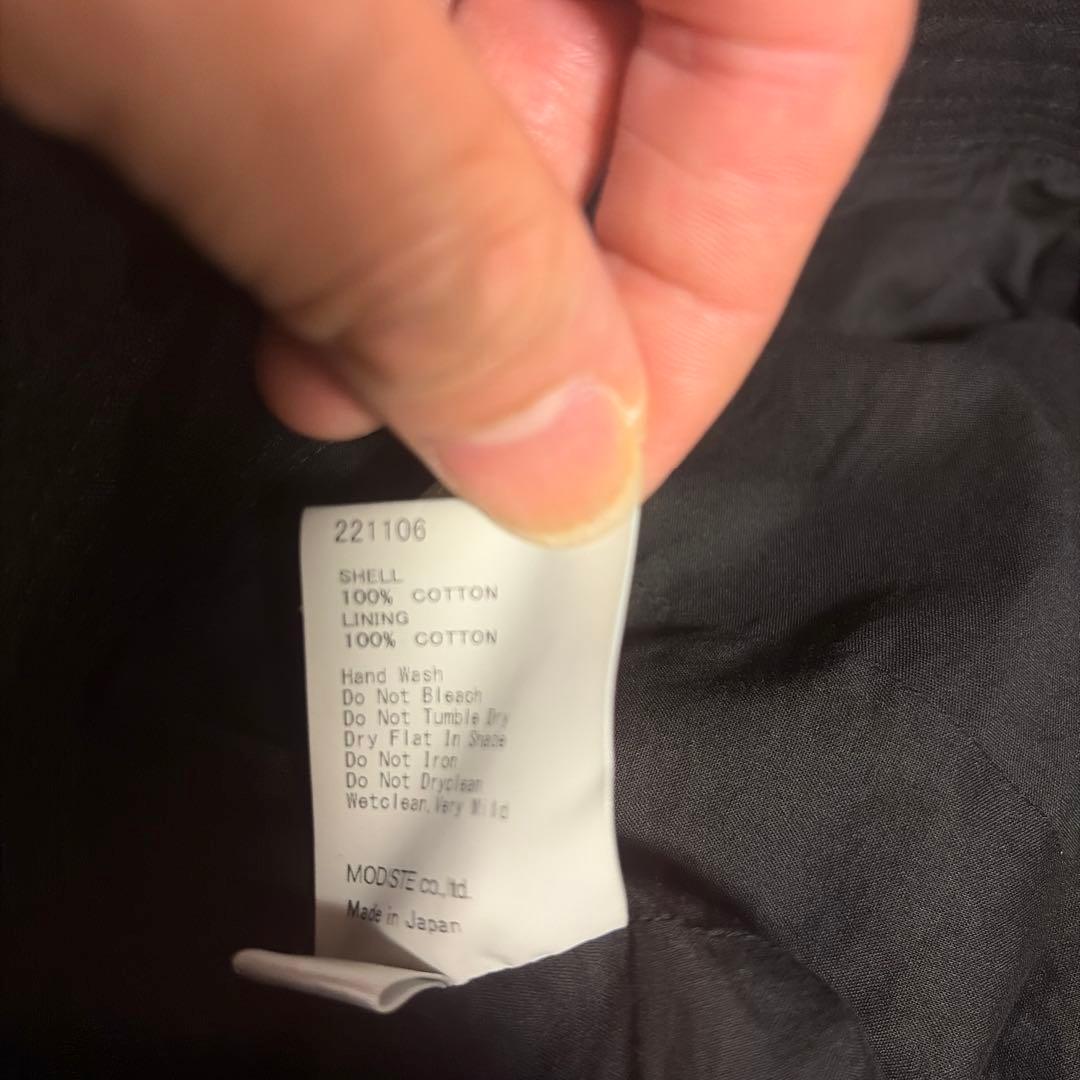 221106
SHELL
100% COTTON
LINING
100% COTTON
Hand Wash
Do Not Bleach
Do Not Tumble Dry
Dry Flat In Shade
Do Not Iron
Do Not Dryclean
Wetclean,Very Mild
MODISTE co.,ltd.
Made in Japan